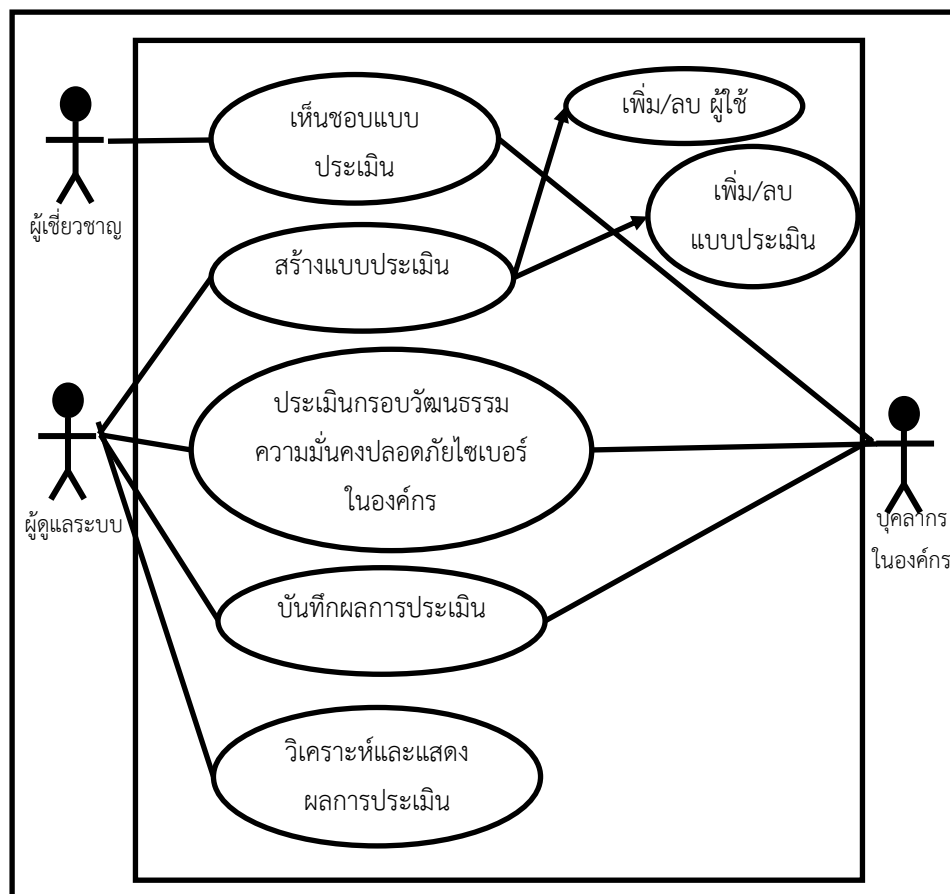 เพิ่ม/ลบ ผู้ใช้
เห็นชอบแบบ
ประเมิน
เพิ่ม/ลบ
แบบประเมิน
ผู้เชี่ยวชาญ
สร้างแบบประเมิน
ประเมินกรอบวัฒนธรรม
ความมั่นคงปลอดภัยไซเบอร์
ในองค์กร
ผู้ดูแลระบบ
บุคลากร
ในองค์กร
บันทึกผลการประเมิน
วิเคราะห์และแสดง
ผลการประเมิน